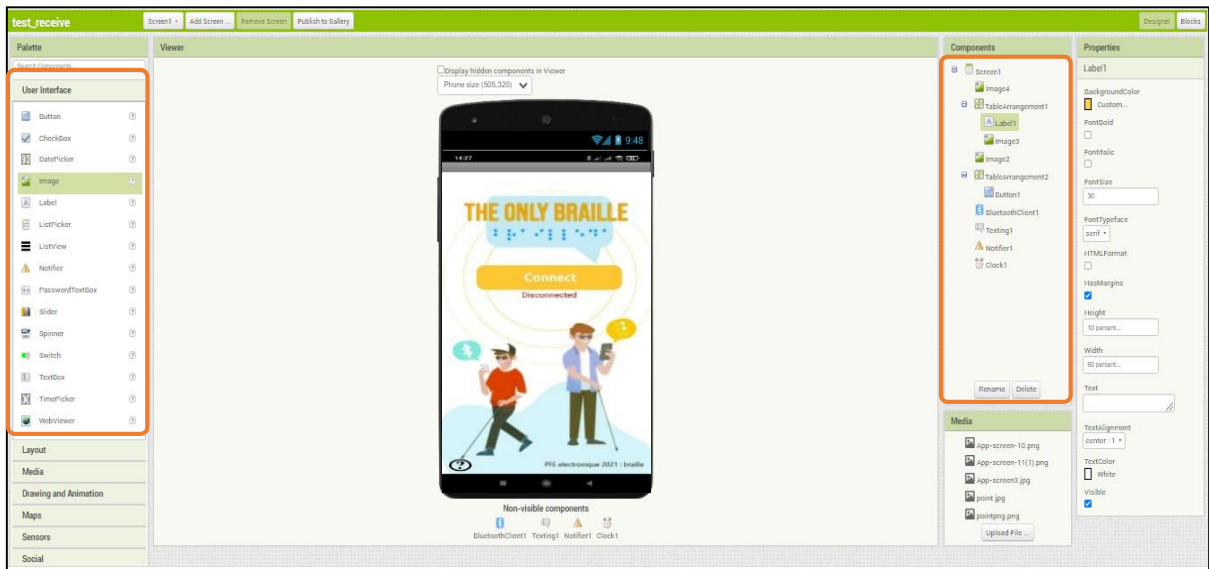 test_receive
Screen1 Add Screen ... Remove Screen Publish to Gallery
Designer Blocks
Palette
Search Components...
User Interface
Button
CheckBox
DatePicker
Image
Label
ListPicker
ListView
Notifier
PasswordTextBox
Slider
Spinner
Switch
TextBox
TimePicker
WebViewer
Layout
Media
Drawing and Animation
Maps
Sensors
Social
Viewer
Display hidden components in Viewer
Phone size (505,320)
9:48
14:27
THE ONLY BRAILLE
Connect
Disconnected
?
PFE electronique 2021 : braille
Non-visible components
BluetoothClient1 Texting1 Notifier1 Clock1
Components
Screen1
Image4
TableArrangement1
A Label1
Image3
Image2
TableArrangement2
Button1
BluetoothClient1
Texting1
Notifier1
Clock1
Rename Delete
Media
App-screen-10.png
App-screen-11(1).png
App-screen3.jpg
point.jpg
pointpng.png
Upload File ...
Properties
Label1
BackgroundColor
Custom...
FontBold
FontItalic
FontSize
30
FontTypeface
serif
HTMLFormat
HasMargins
Height
10 percent...
Width
60 percent...
Text
TextAlignment
center : 1
TextColor
White
Visible